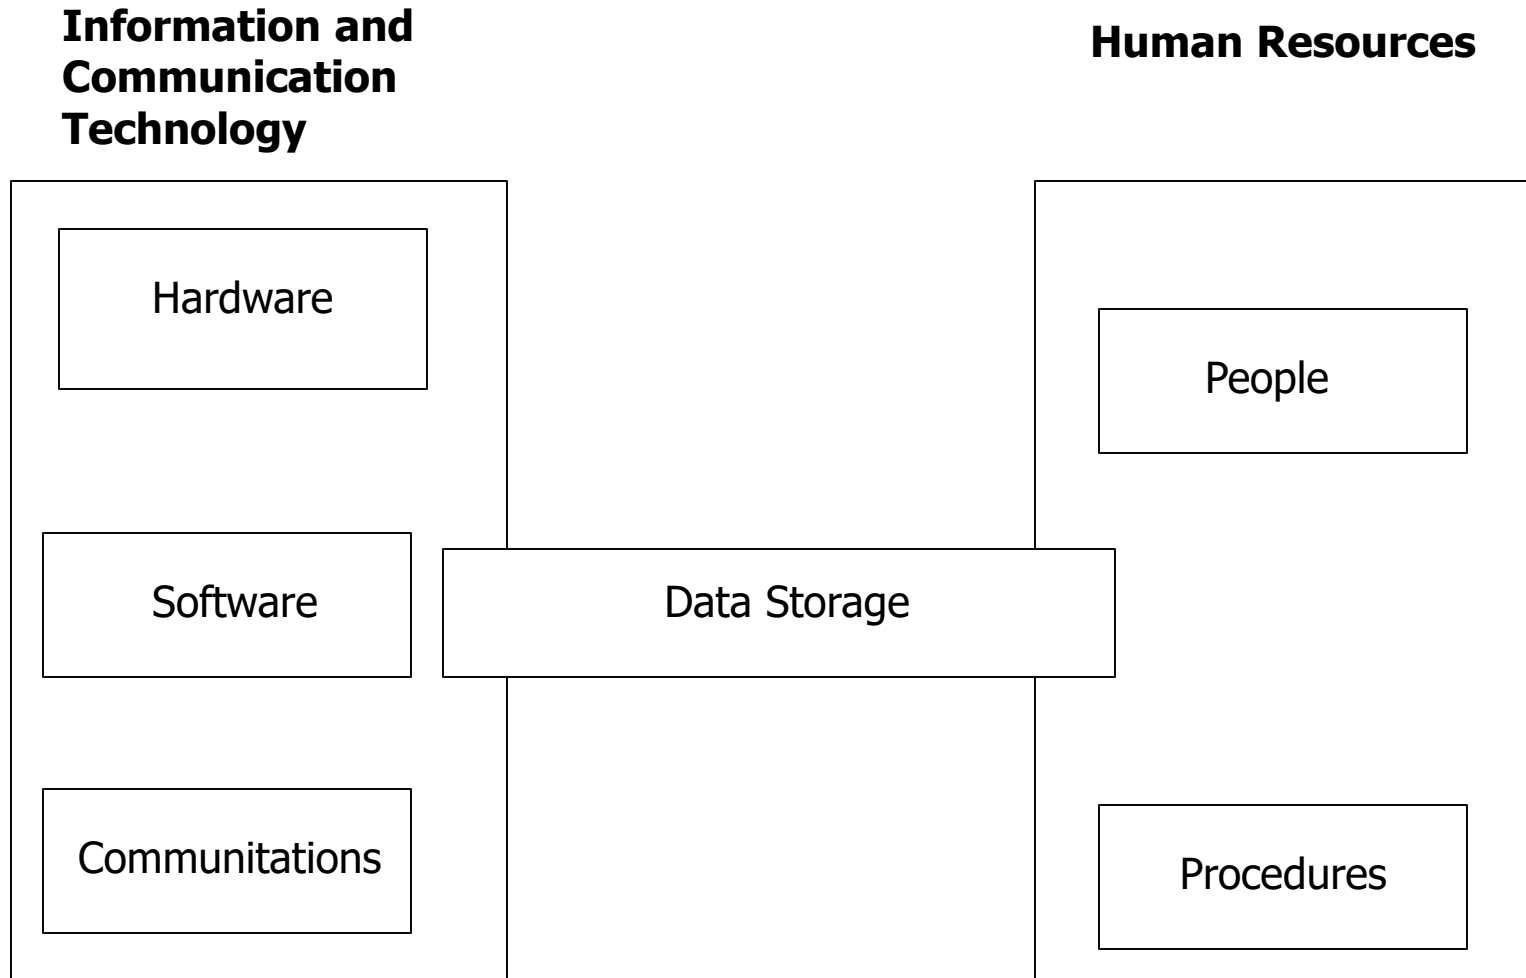 Information and
Communication
Technology
Human Resources
Hardware
People
Software
Data Storage
Communitations
Procedures